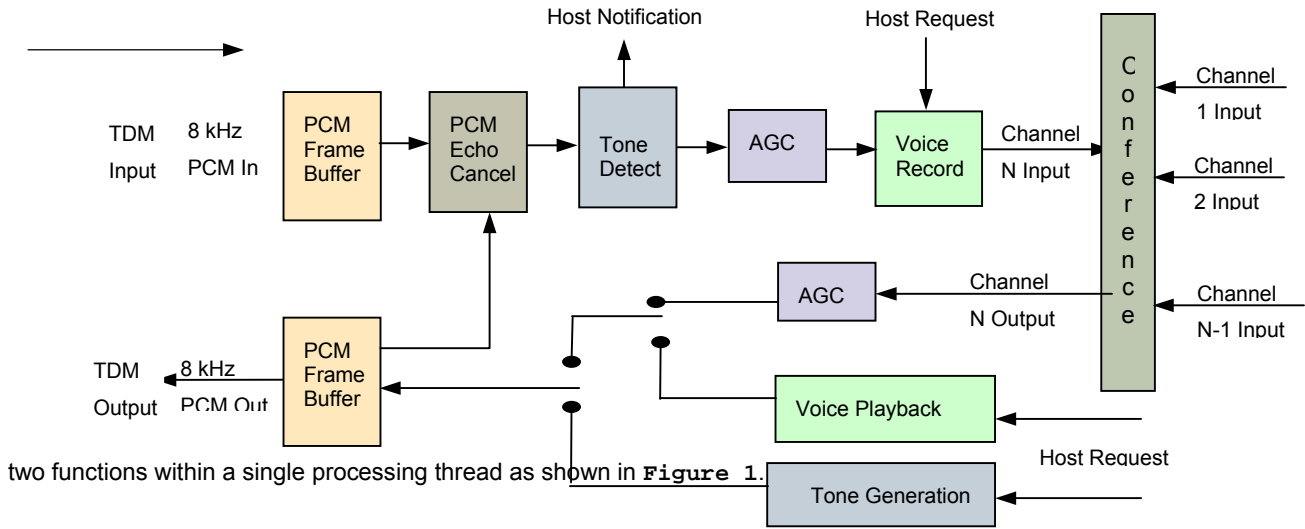 Host Notification
Host Request
TDM
Input
8 kHz
PCM In
PCM
Frame
Buffer
PCM
Echo
Cancel
Tone
Detect
AGC
Voice
Record
Channel
N Input
Conference
Channel
1 Input
Channel
2 Input
Channel
N-1 Input
AGC
Channel
N Output
TDM
Output
8 kHz
PCM Out
PCM
Frame
Buffer
Voice Playback
Host Request
two functions within a single processing thread as shown in Figure 1.
Tone Generation